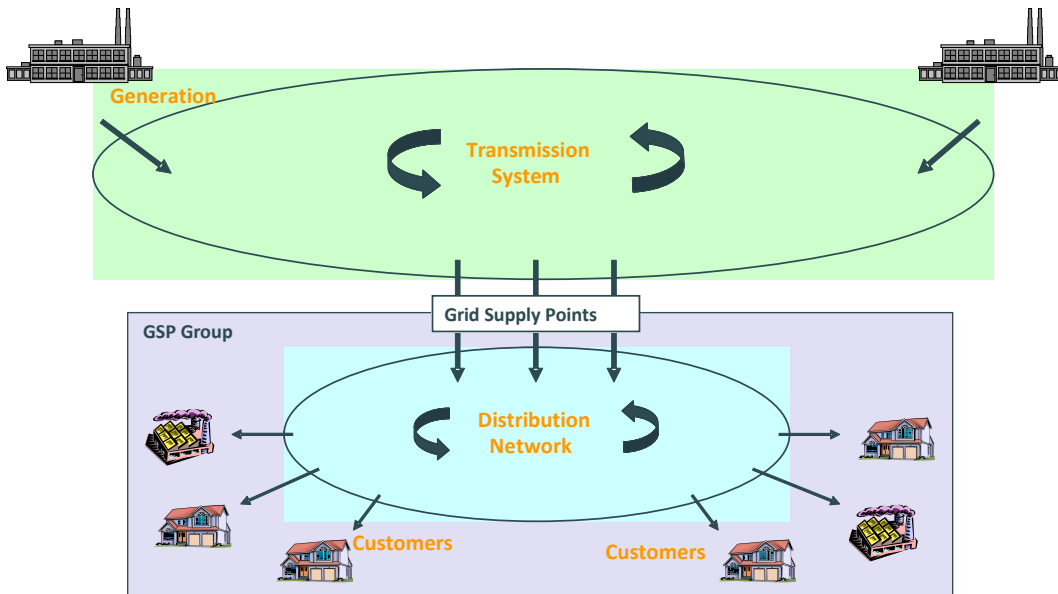 Generation
Transmission
System
Grid Supply Points
GSP Group
Distribution
Network
Customers
Customers